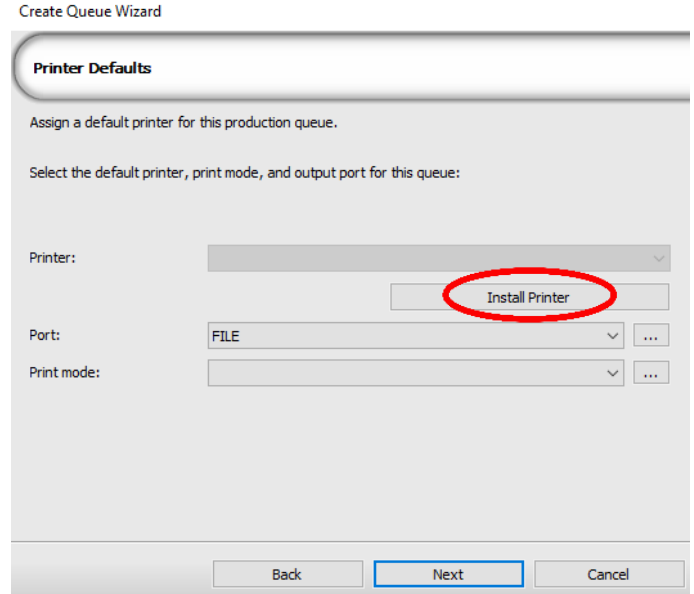 Create Queue Wizard
Printer Defaults
Assign a default printer for this production queue.
Select the default printer, print mode, and output port for this queue:
Printer:
Install Printer
Port: FILE ...
Print mode: ...
Back Next Cancel